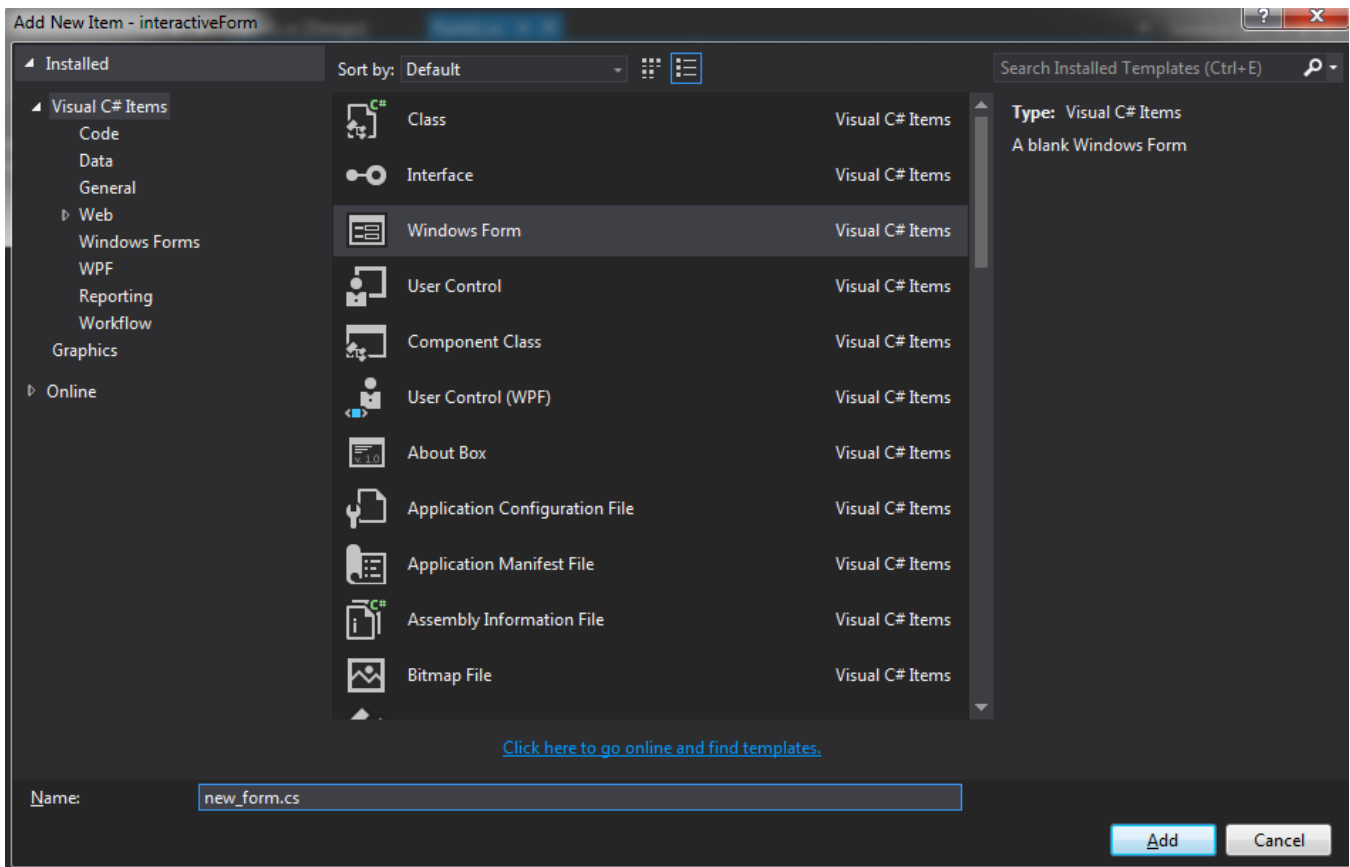 Add New Item - interactiveForm
Installed
Sort by: Default
Search Installed Templates (Ctrl+E)
Visual C# Items
Code
Data
General
Web
Windows Forms
WPF
Reporting
Workflow
Graphics
Online
C#
Class Visual C# Items
Interface Visual C# Items
Windows Form Visual C# Items
User Control Visual C# Items
Component Class Visual C# Items
User Control (WPF) Visual C# Items
v. 1.0
About Box Visual C# Items
Application Configuration File Visual C# Items
Application Manifest File Visual C# Items
C#
Assembly Information File Visual C# Items
Bitmap File Visual C# Items
Type: Visual C# Items
A blank Windows Form
Click here to go online and find templates.
Name: new_form.cs
Add Cancel